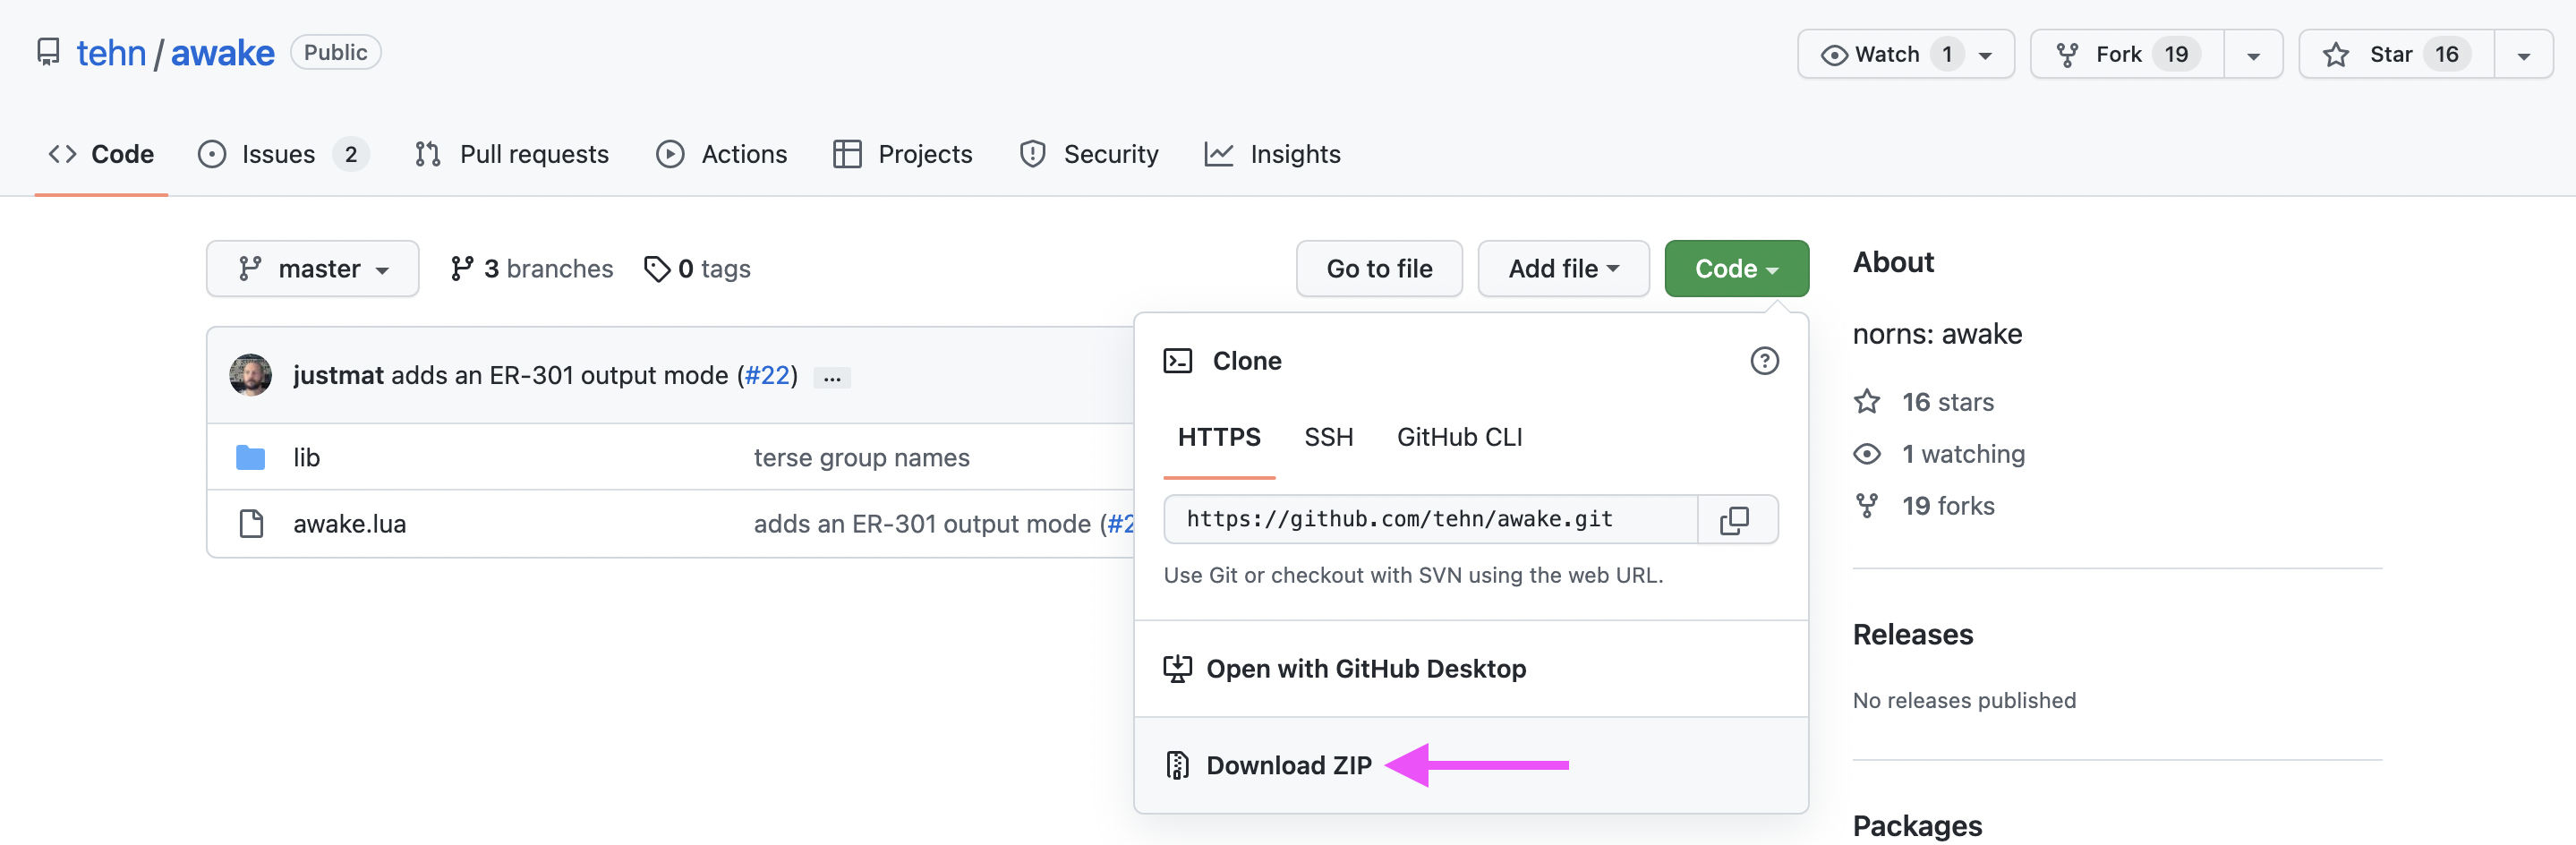 tehn / awake Public
Watch 1 Fork 19 Star 16
Code Issues 2 Pull requests Actions Projects Security Insights
master 3 branches 0 tags Go to file Add file Code
justmat adds an ER-301 output mode (#22) ...
lib terse group names
awake.lua adds an ER-301 output mode (#2
Clone
HTTPS SSH GitHub CLI
https://github.com/tehn/awake.git
Use Git or checkout with SVN using the web URL.
Open with GitHub Desktop
Download ZIP
About
norns: awake
16 stars
1 watching
19 forks
Releases
No releases published
Packages